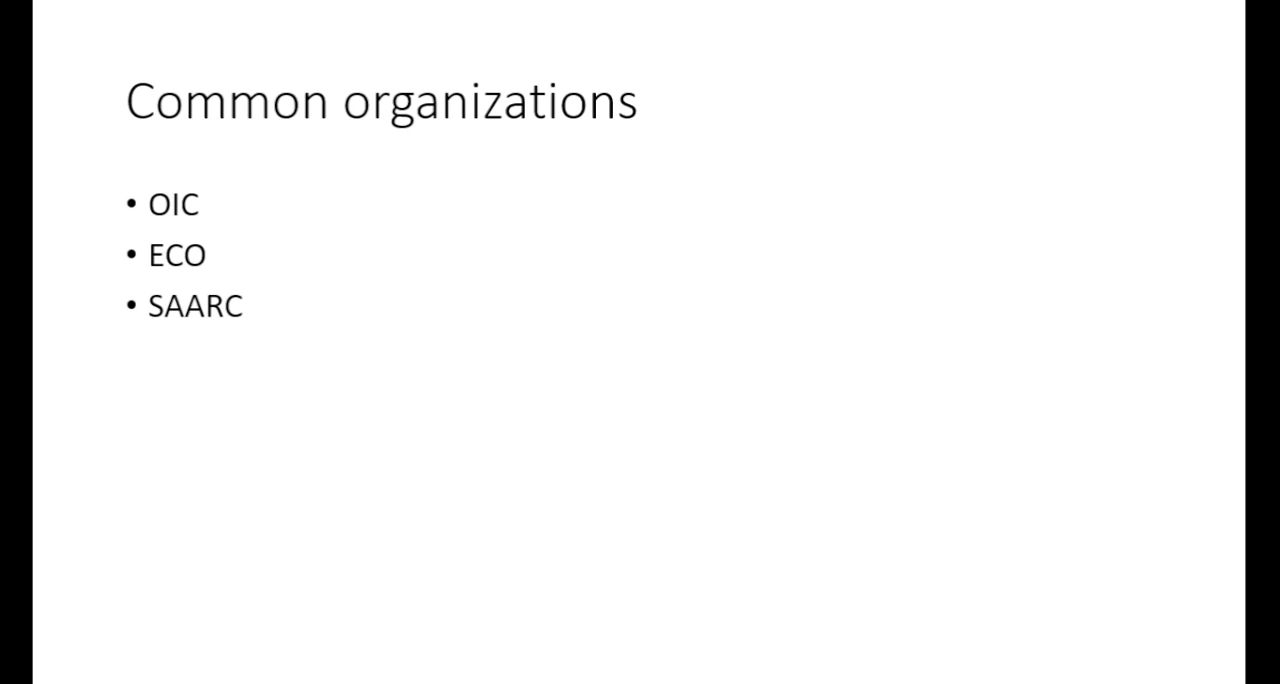 Common organizations
• OIC
• ECO
• SAARC